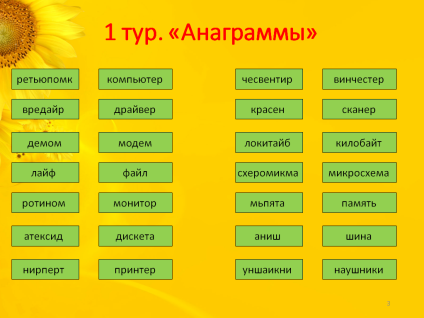 1 тур. «Анаграммы»
ретьюпомк компьютер чесвентир винчестер
вредайр драйвер красен сканер
демом модем локитайб килобайт
лайф файл схеромикма микросхема
ротином монитор мьпята память
атексид дискета аниш шина
нирперт принтер уншаикни наушники